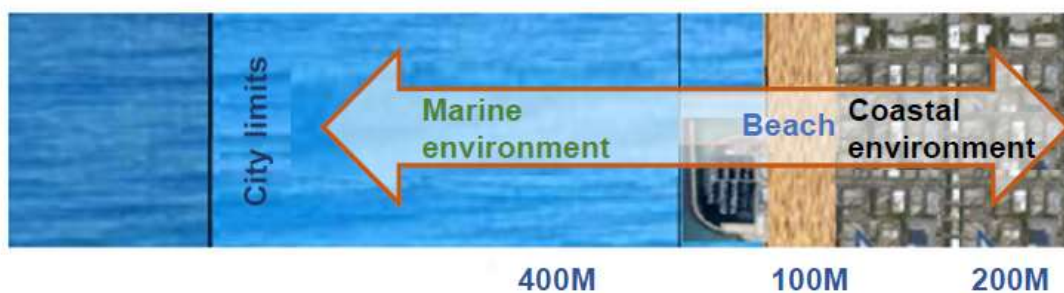 City limits
Marine
environment
Beach
Coastal
environment
400M
100M
200M